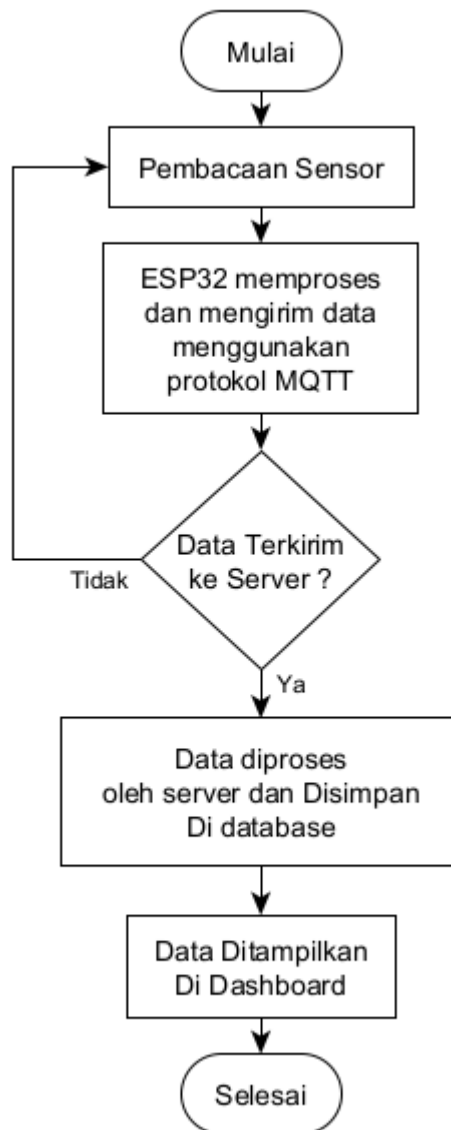 Mulai
Pembacaan Sensor
ESP32 memproses
dan mengirim data
menggunakan
protokol MQTT
Data Terkirim
ke Server ?
Tidak
Ya
Data diproses
oleh server dan Disimpan
Di database
Data Ditampilkan
Di Dashboard
Selesai